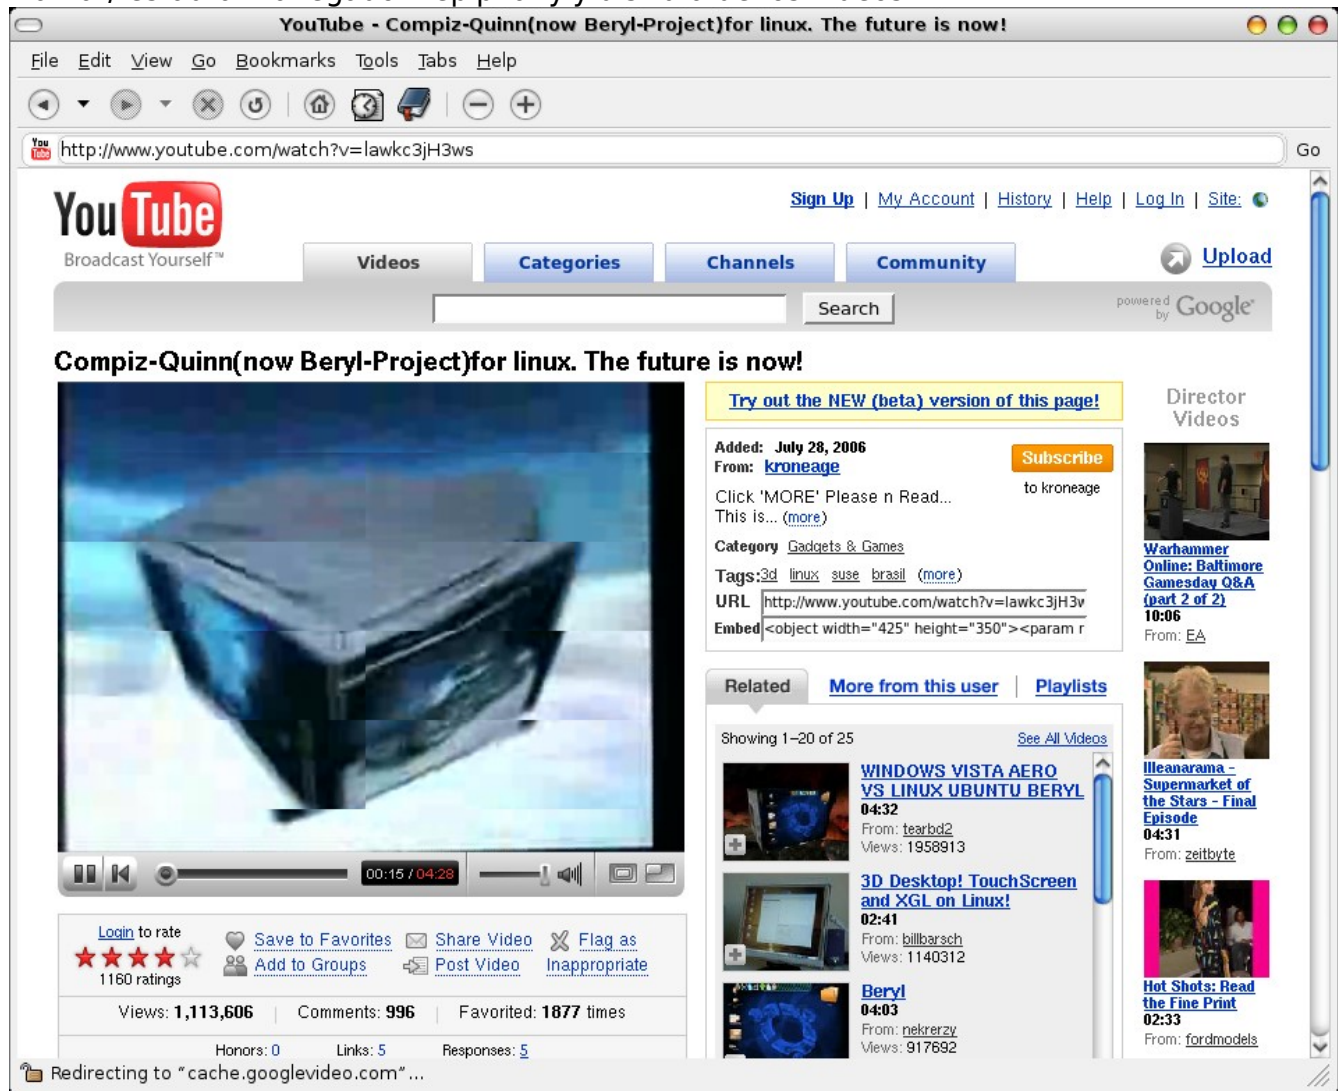 YouTube - Compiz-Quinn(now Beryl-Project)for linux. The future is now!
File Edit View Go Bookmarks Tools Tabs Help
You Tube http://www.youtube.com/watch?v=lawkc3jH3ws Go
You Tube
Broadcast Yourself™
Sign Up | My Account | History | Help | Log In | Site:
Videos Categories Channels Community Upload
Search
powered by Google
Compiz-Quinn(now Beryl-Project)for linux. The future is now!
00:15 / 04:28
Login to rate
1160 ratings
Save to Favorites Share Video Flag as
Add to Groups Post Video Inappropriate
Views: 1,113,606 | Comments: 996 | Favorited: 1877 times
Honors: 0 Links: 5 Responses: 5
Try out the NEW (beta) version of this page!
Added: July 28, 2006
From: kroneage
Subscribe
to kroneage
Click 'MORE' Please n Read...
This is... (more)
Category Gadgets & Games
Tags:3d linux suse brasil (more)
URL http://www.youtube.com/watch?v=lawkc3jH3w
Embed <object width="425" height="350"><param r
Related More from this user | Playlists
Showing 1–20 of 25 See All Videos
WINDOWS VISTA AERO
VS LINUX UBUNTU BERYL
04:32
From: tearbd2
Views: 1958913
3D Desktop! TouchScreen
and XGL on Linux!
02:41
From: billbarsch
Views: 1140312
Beryl
04:03
From: nekrerzy
Views: 917692
Director
Videos
Warhammer
Online: Baltimore
Gamesday Q&A
(part 2 of 2)
10:06
From: EA
Illeanarama –
Supermarket of
the Stars – Final
Episode
04:31
From: zeitbyte
Hot Shots: Read
the Fine Print
02:33
From: fordmodels
Redirecting to "cache.googlevideo.com"...